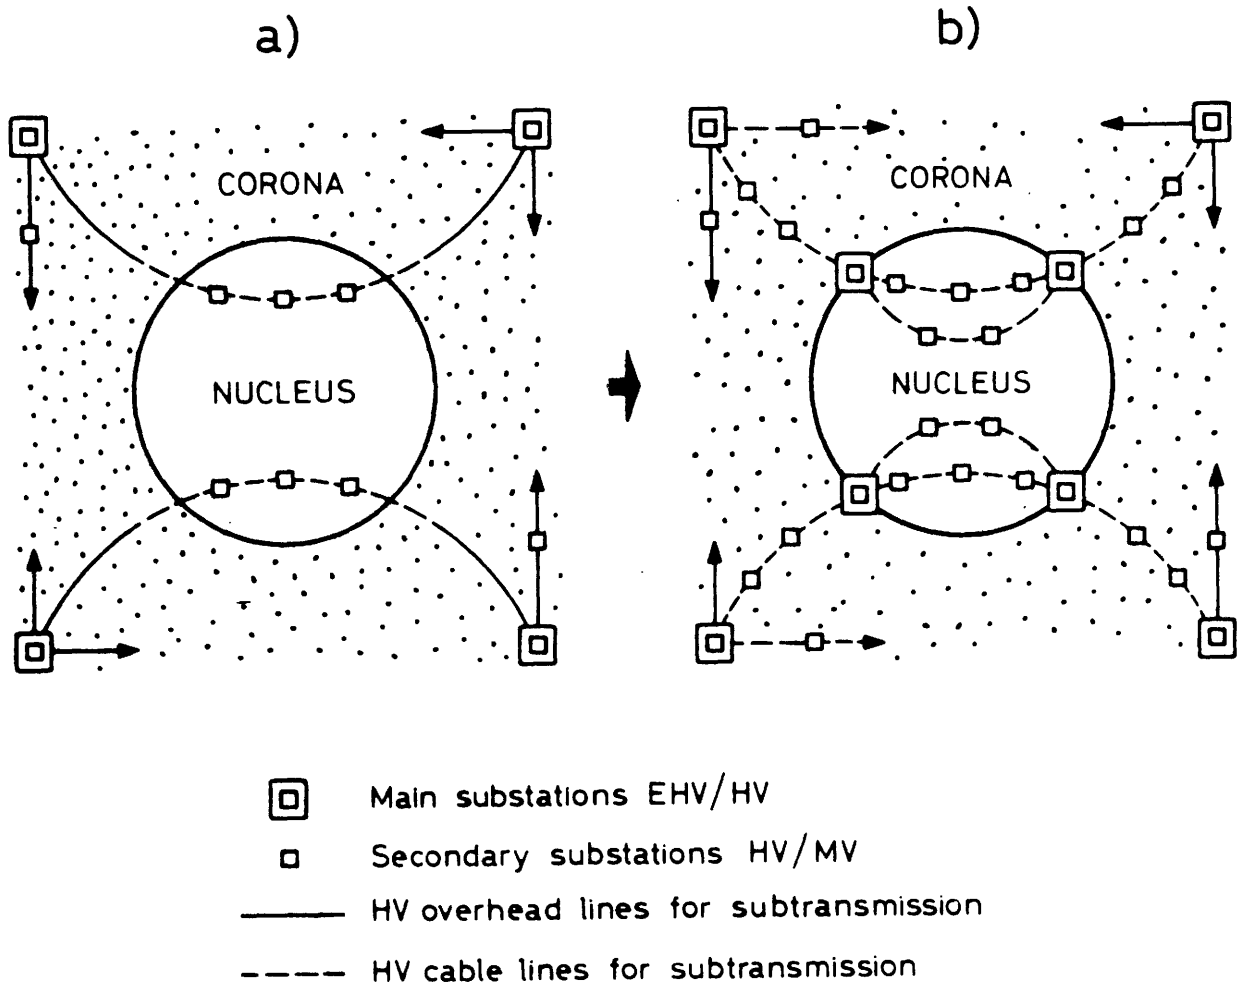 a)
b)
CORONA
CORONA
NUCLEUS
NUCLEUS
Main substations EHV/HV
Secondary substations HV/MV
HV overhead lines for subtransmission
HV cable lines for subtransmission